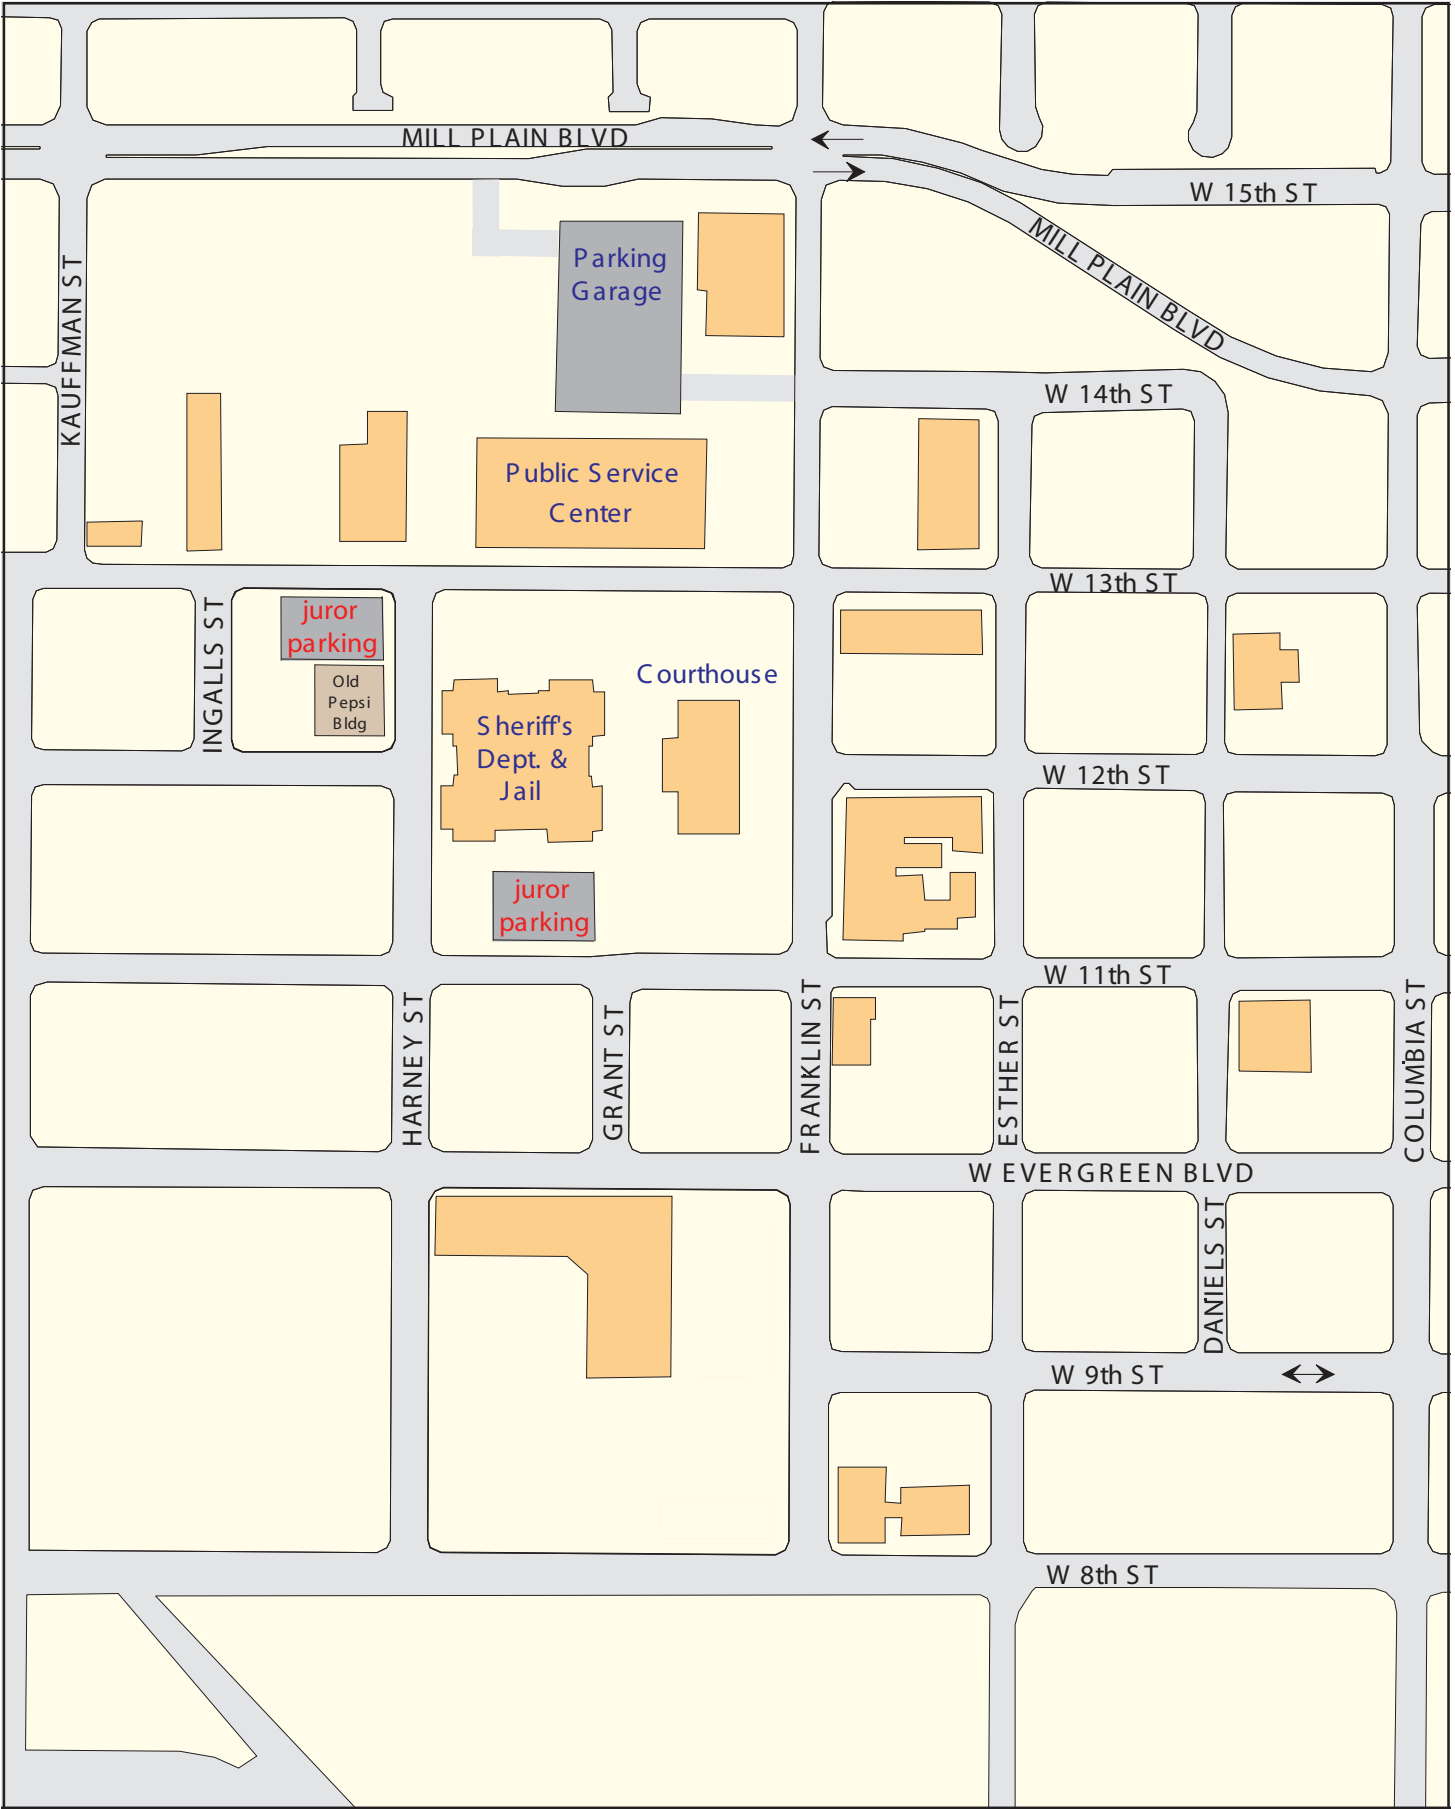 MILL PLAIN BLVD
W 15th ST
MILL PLAIN BLVD
KAUFFMAN ST
Parking
Garage
W 14th ST
Public Service
Center
W 13th ST
INGALLS ST
juror
parking
Old
Pepsi
Bldg
Courthouse
Sheriff's
Dept. &
Jail
W 12th ST
juror
parking
W 11th ST
HARNEY ST
GRANT ST
FRANKLIN ST
ESTHER ST
COLUMBIA ST
W EVERGREEN BLVD
DANIELS ST
W 9th ST
W 8th ST